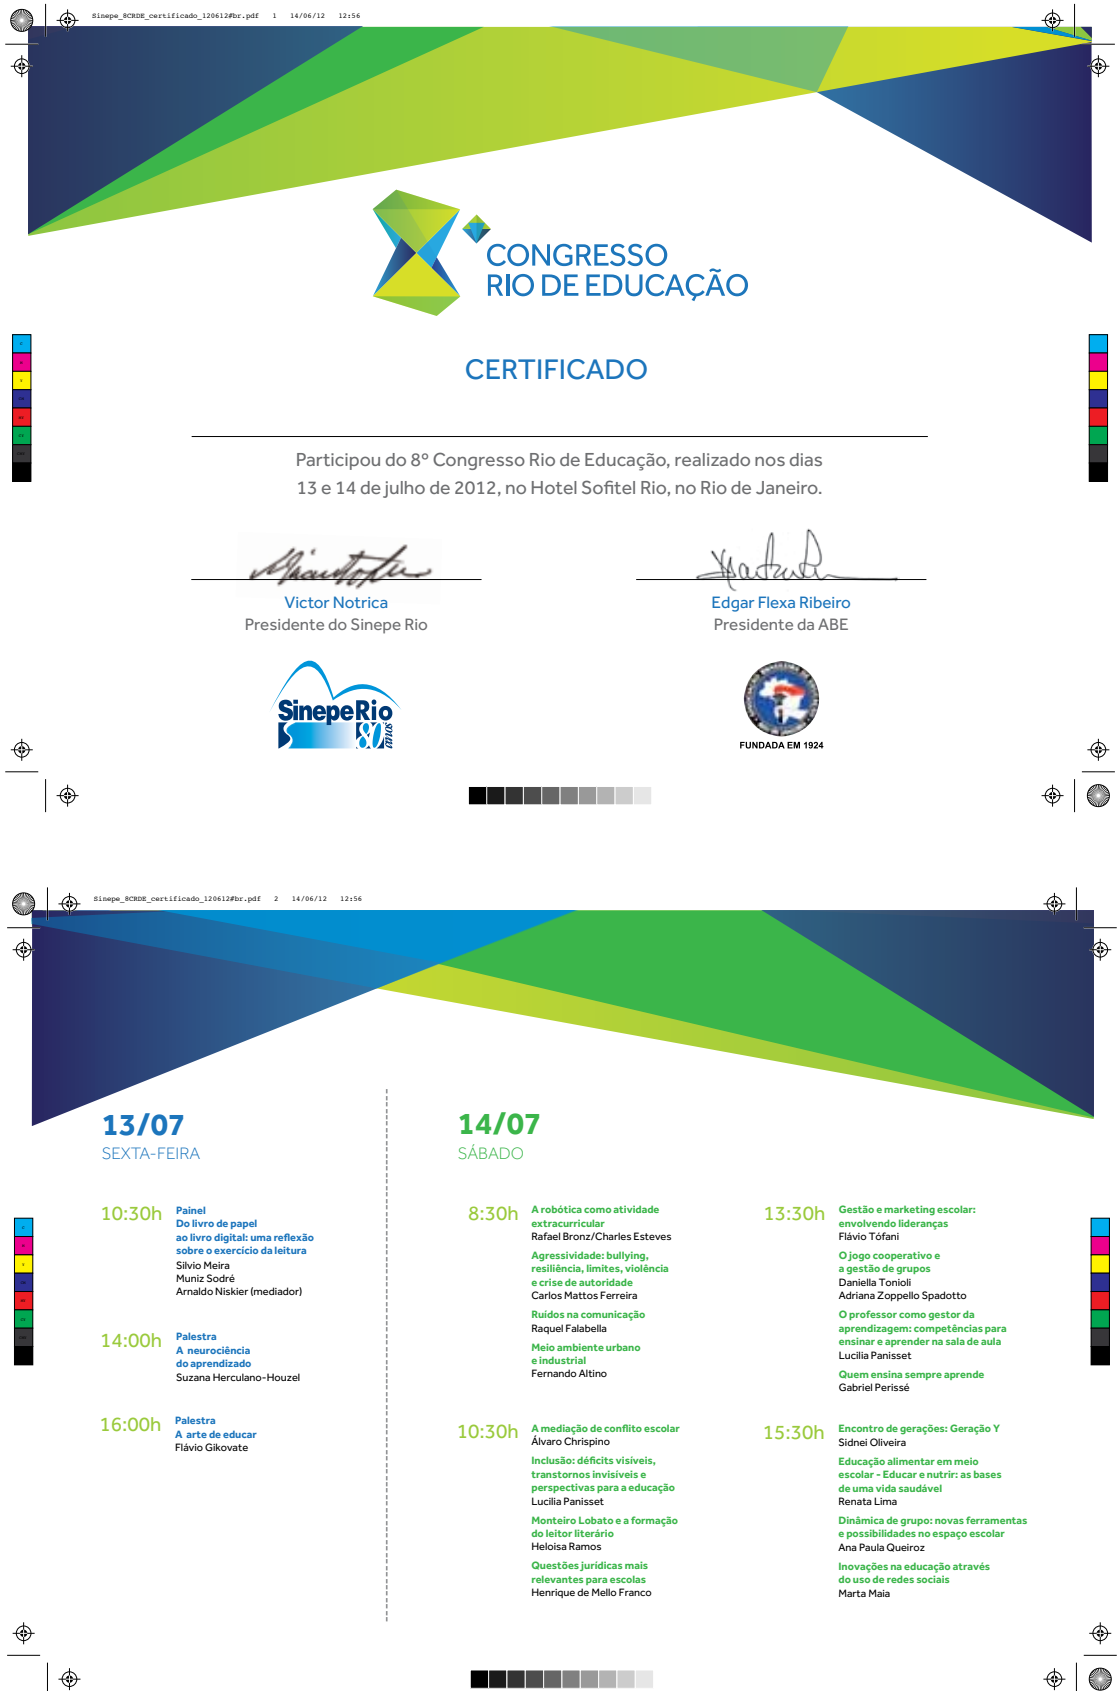 Sinepe_8CRDE_certificado_120612#br.pdf 1 14/06/12 12:56
CONGRESSO
RIO DE EDUCAÇÃO
CERTIFICADO
Participou do 8º Congresso Rio de Educação, realizado nos dias
13 e 14 de julho de 2012, no Hotel Sofitel Rio, no Rio de Janeiro.
Victor Notrica
Presidente do Sinepe Rio
Edgar Flexa Ribeiro
Presidente da ABE
SinepeRio
80 anos
FUNDADA EM 1924
Sinepe_8CRDE_certificado_120612#br.pdf 2 14/06/12 12:56
13/07
SEXTA-FEIRA
10:30h
Painel
Do livro de papel
ao livro digital: uma reflexão
sobre o exercício da leitura
Silvio Meira
Muniz Sodré
Arnaldo Niskier (mediador)
14:00h
Palestra
A neurociência
do aprendizado
Suzana Herculano-Houzel
16:00h
Palestra
A arte de educar
Flávio Gikovate
14/07
SÁBADO
8:30h
A robótica como atividade
extracurricular
Rafael Bronz/Charles Esteves
Agressividade: bullying,
resiliência, limites, violência
e crise de autoridade
Carlos Mattos Ferreira
Ruídos na comunicação
Raquel Falabella
Meio ambiente urbano
e industrial
Fernando Altino
10:30h
A mediação de conflito escolar
Álvaro Chrispino
Inclusão: déficits visíveis,
transtornos invisíveis e
perspectivas para a educação
Lucilia Panisset
Monteiro Lobato e a formação
do leitor literário
Heloisa Ramos
Questões jurídicas mais
relevantes para escolas
Henrique de Mello Franco
13:30h
Gestão e marketing escolar:
envolvendo lideranças
Flávio Tófani
O jogo cooperativo e
a gestão de grupos
Daniella Tonioli
Adriana Zoppello Spadotto
O professor como gestor da
aprendizagem: competências para
ensinar e aprender na sala de aula
Lucilia Panisset
Quem ensina sempre aprende
Gabriel Perissé
15:30h
Encontro de gerações: Geração Y
Sidnei Oliveira
Educação alimentar em meio
escolar - Educar e nutrir: as bases
de uma vida saudável
Renata Lima
Dinâmica de grupo: novas ferramentas
e possibilidades no espaço escolar
Ana Paula Queiroz
Inovações na educação através
do uso de redes sociais
Marta Maia